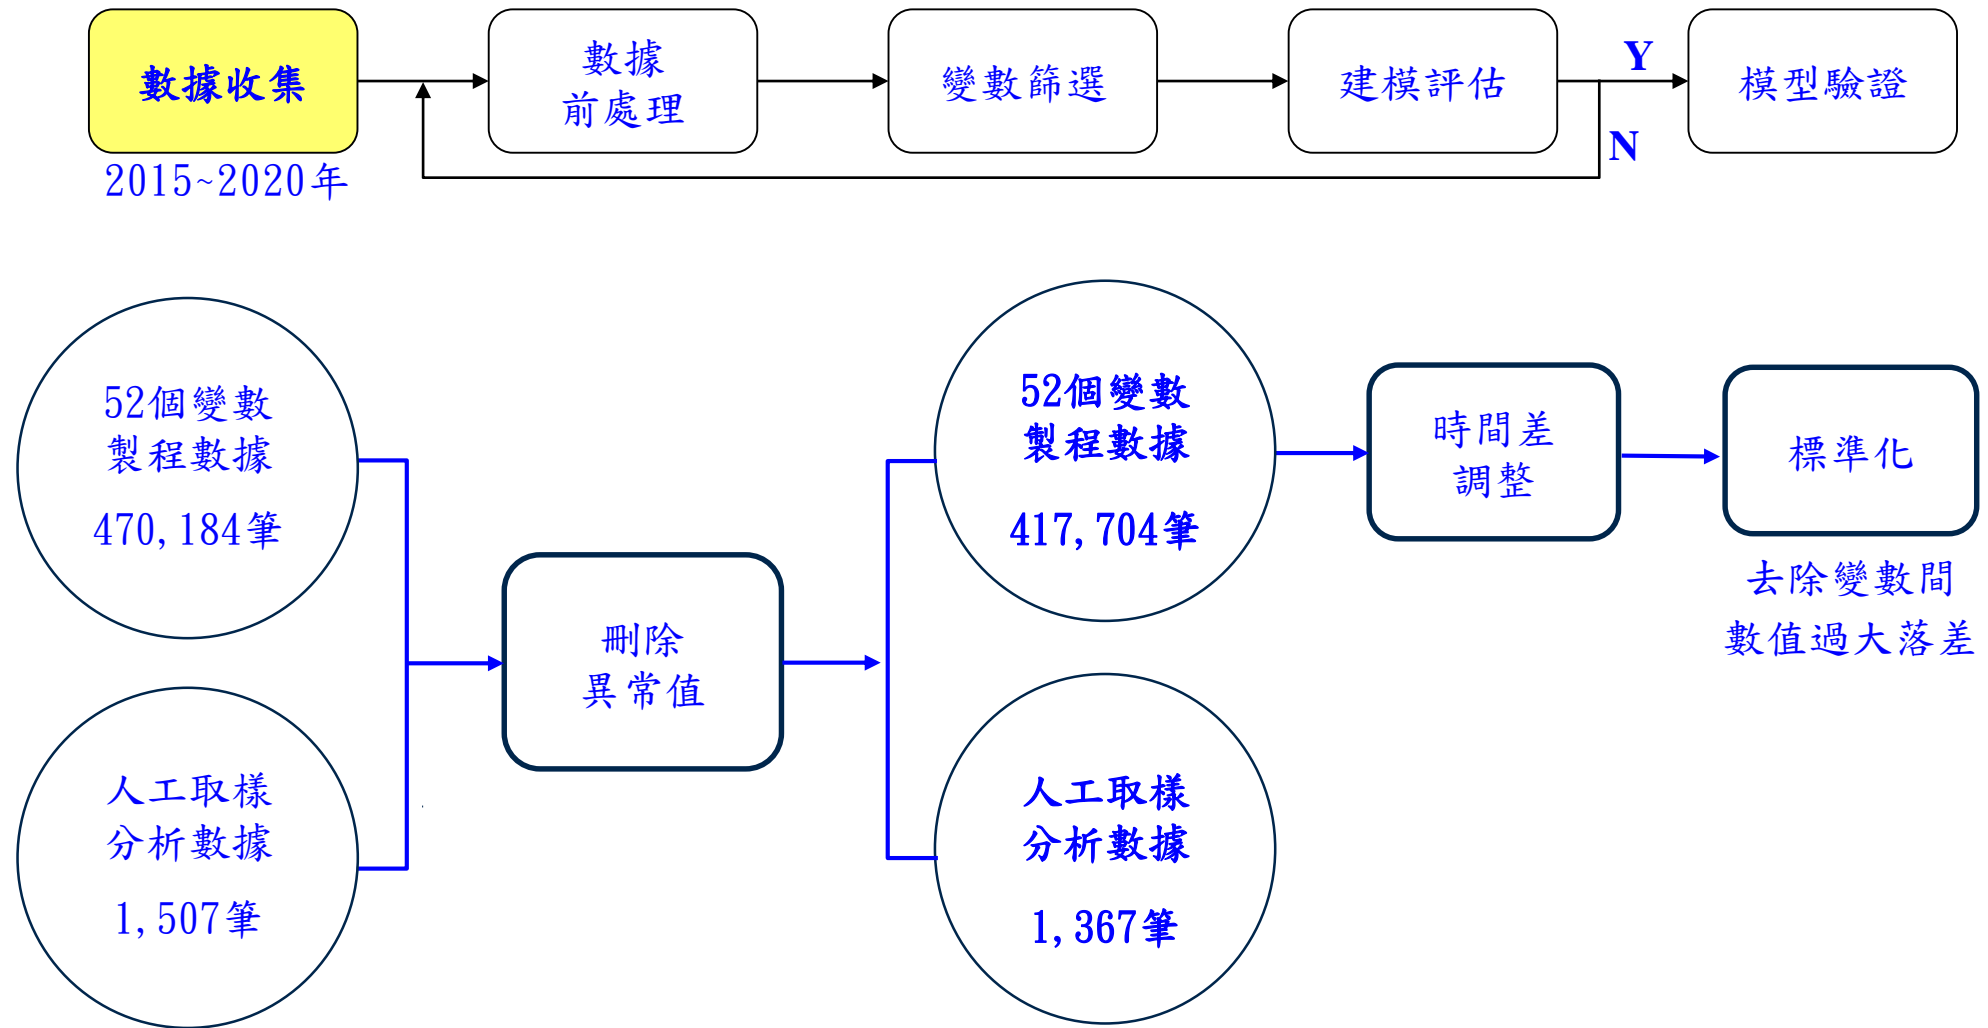 數據收集
2015~2020年
數據
前處理
變數篩選
建模評估
Y
N
模型驗證
52個變數
製程數據
470,184筆
人工取樣
分析數據
1,507筆
刪除
異常值
52個變數
製程數據
417,704筆
人工取樣
分析數據
1,367筆
時間差
調整
標準化
去除變數間
數值過大落差